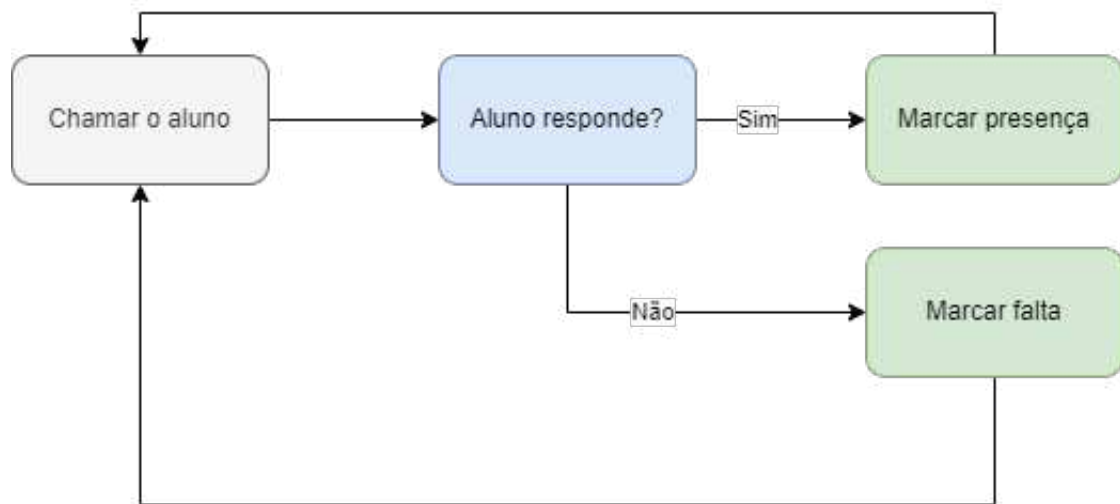 Chamar o aluno
Aluno responde?
Sim
Marcar presença
Não
Marcar falta